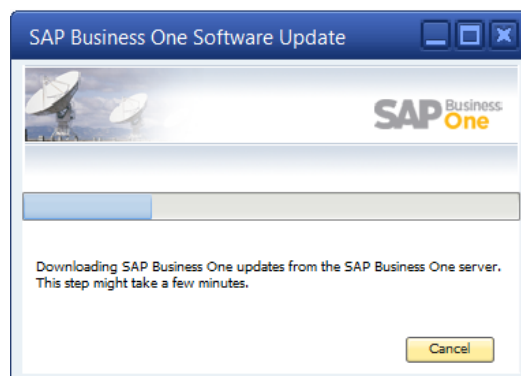 SAP Business One Software Update
SAP Business One
Downloading SAP Business One updates from the SAP Business One server.
This step might take a few minutes.
Cancel